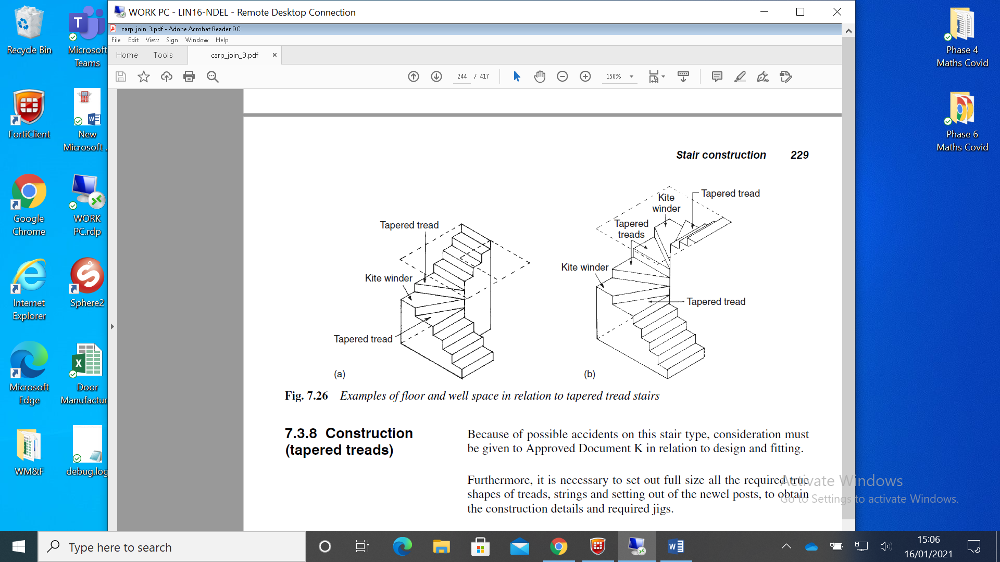 WORK PC - LIN16-NDEL - Remote Desktop Connection
carp_join_3.pdf - Adobe Acrobat Reader DC
File Edit View Sign Window Help
Home Tools carp_join_3.pdf ×
244 / 417 150%
Recycle Bin
Microsoft
Teams
FortiClient
New
Microsoft .
Google
Chrome
WORK
PC.rdp
Internet
Explorer
Sphere2
Microsoft
Edge
Door
Manufactur
WM&F
debug.log
Phase 4
Maths Covid
Phase 6
Maths Covid
Stair construction 229
Tapered tread
Kite winder
Tapered tread
(a)
Kite
winder
Tapered tread
Tapered
treads
Kite winder
Tapered tread
(b)
Fig. 7.26 Examples of floor and well space in relation to tapered tread stairs
7.3.8 Construction
(tapered treads)
Because of possible accidents on this stair type, consideration must
be given to Approved Document K in relation to design and fitting.
Furthermore, it is necessary to set out full size all the required true
shapes of treads, strings and setting out of the newel posts, to obtain
the construction details and required jigs.
Activate Windows
Go to Settings to activate Windows.
Type here to search
15:06
16/01/2021